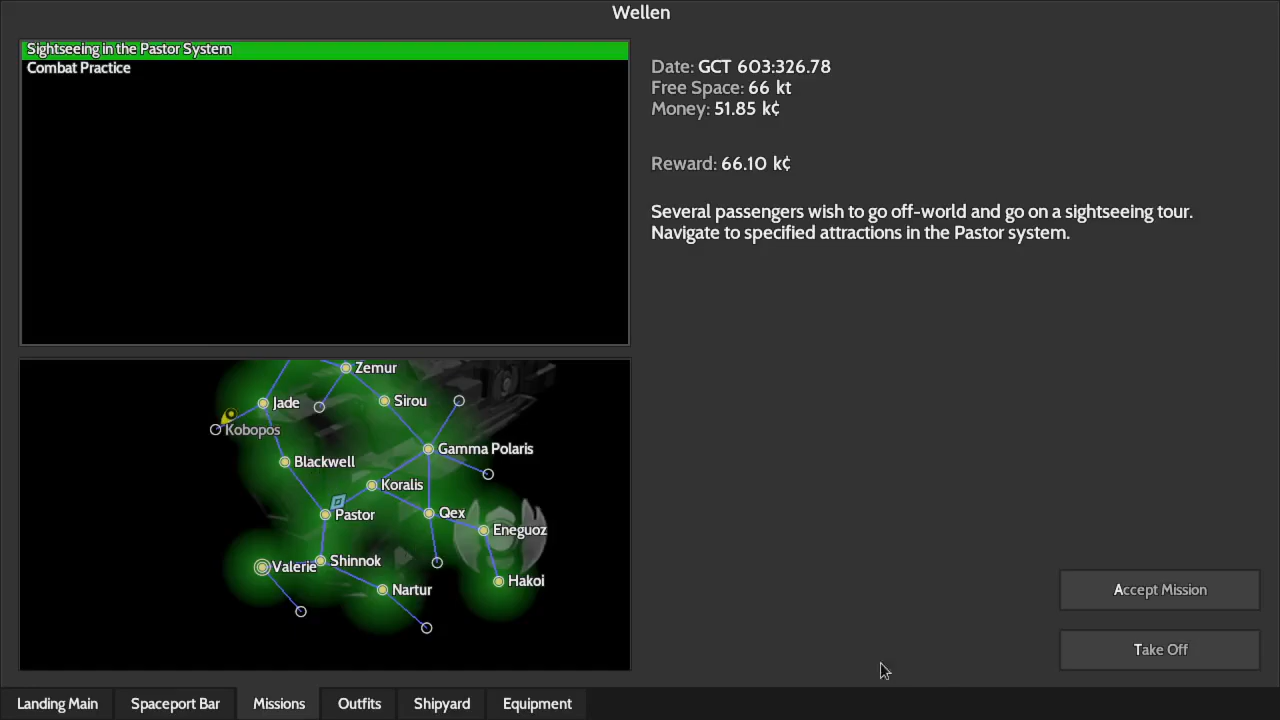 Wellen
Sightseeing in the Pastor System
Combat Practice
Date: GCT 603:326.78
Free Space: 66 kt
Money: 51.85 k¢
Reward: 66.10 k¢
Several passengers wish to go off-world and go on a sightseeing tour.
Navigate to specified attractions in the Pastor system.
Zemur
Jade
Sirou
Kobopos
Gamma Polaris
Blackwell
Koralis
Pastor
Qex
Eneguoz
Valerie
Shinnok
Nartur
Hakoi
Accept Mission
Take Off
Landing Main
Spaceport Bar
Missions
Outfits
Shipyard
Equipment